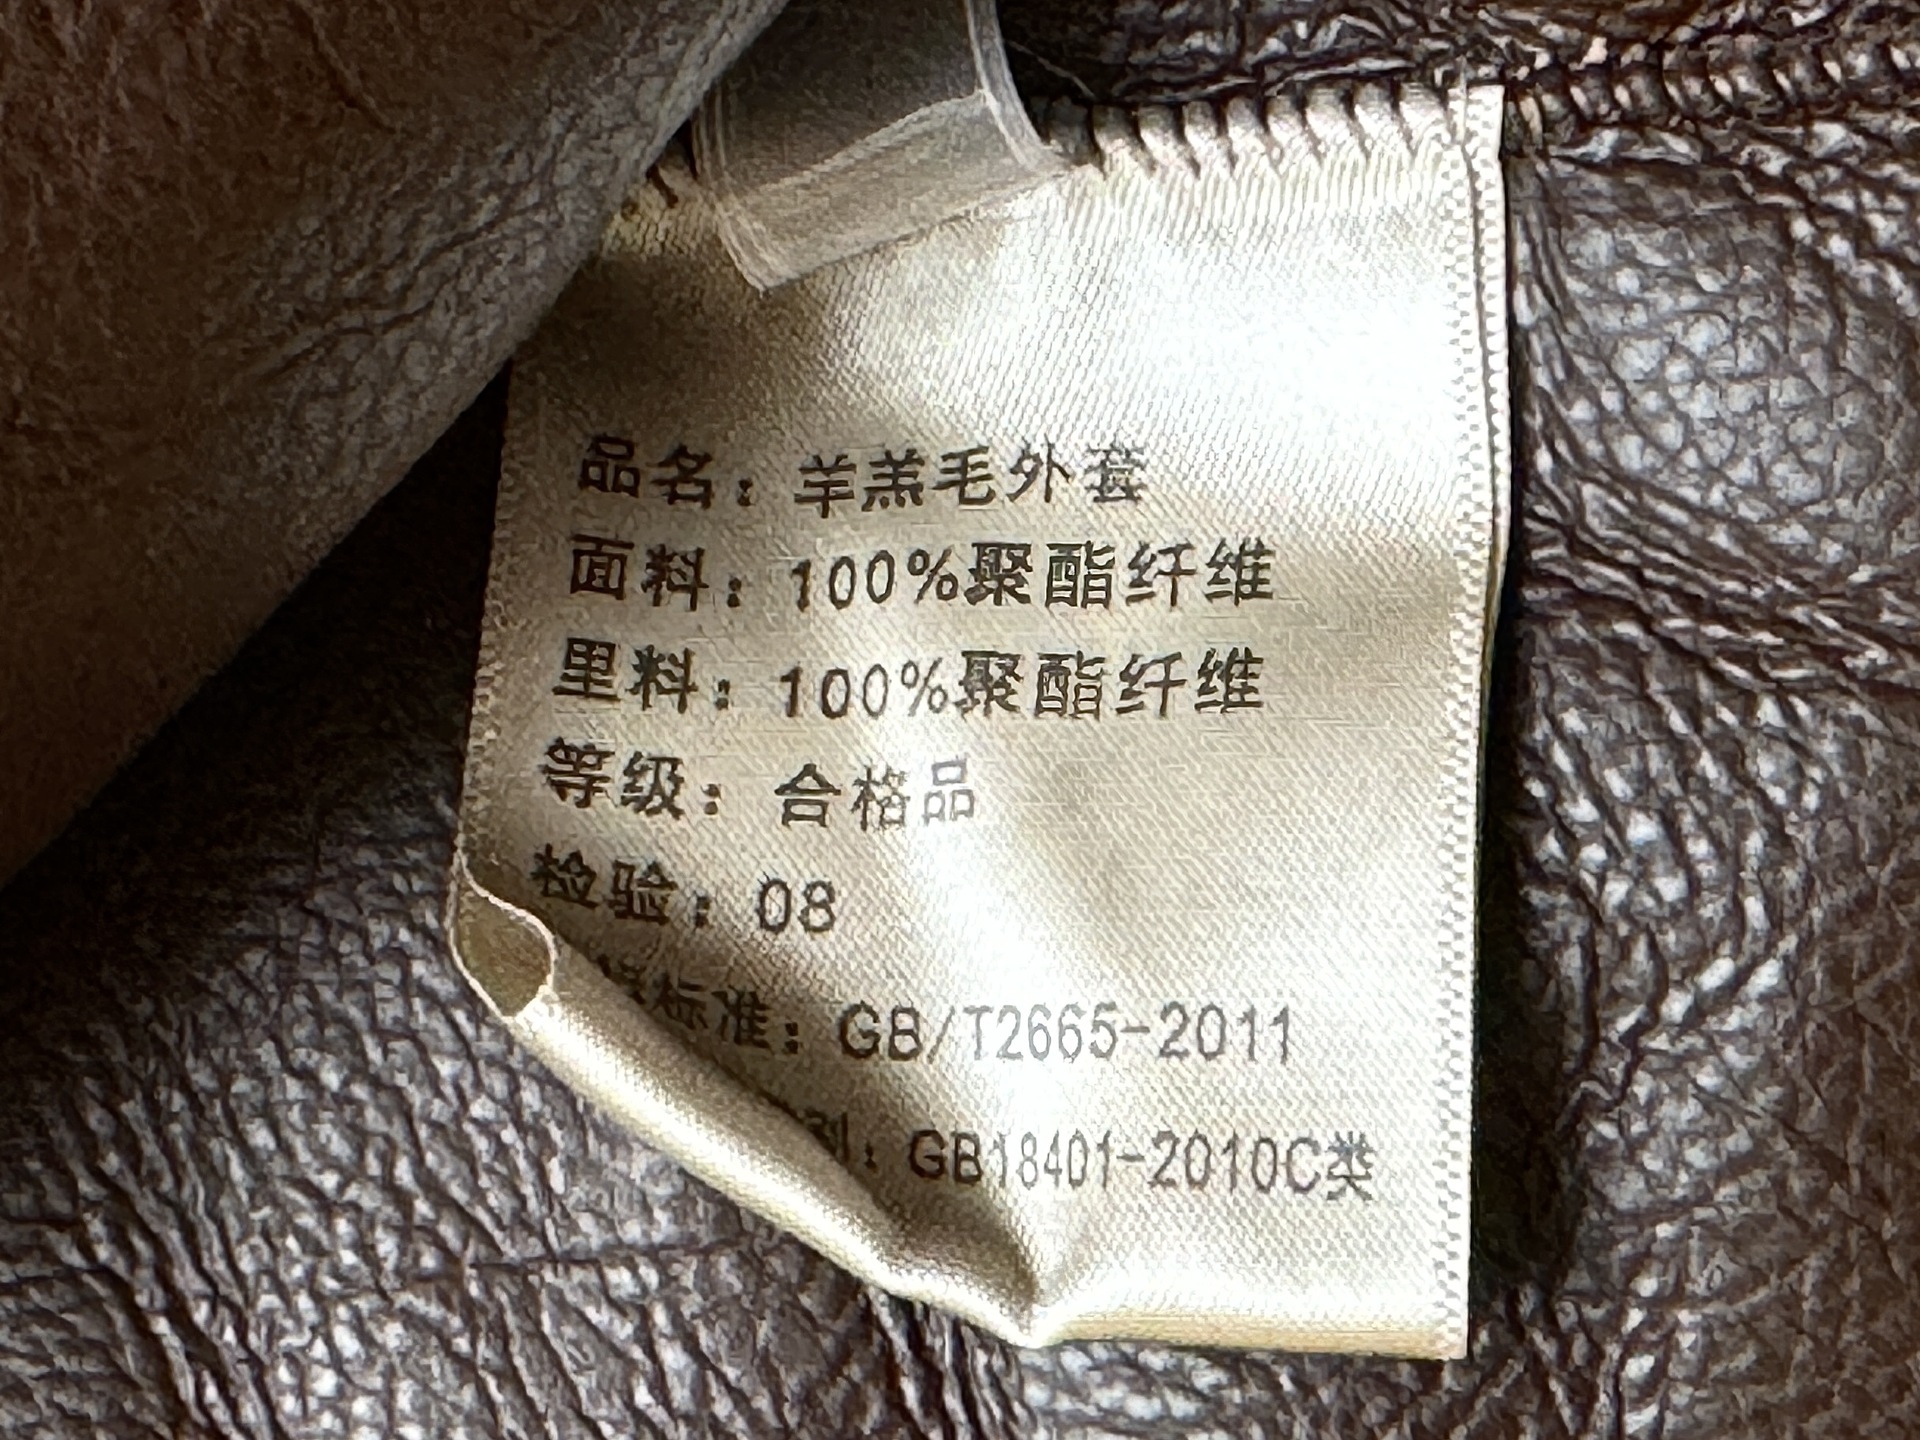 品名：羊羔毛外套
面料：100%聚酯纤维
里料：100%聚酯纤维
等级：合格品
检验：08
标准：GB/T2665-2011
别：GB18401-2010C类